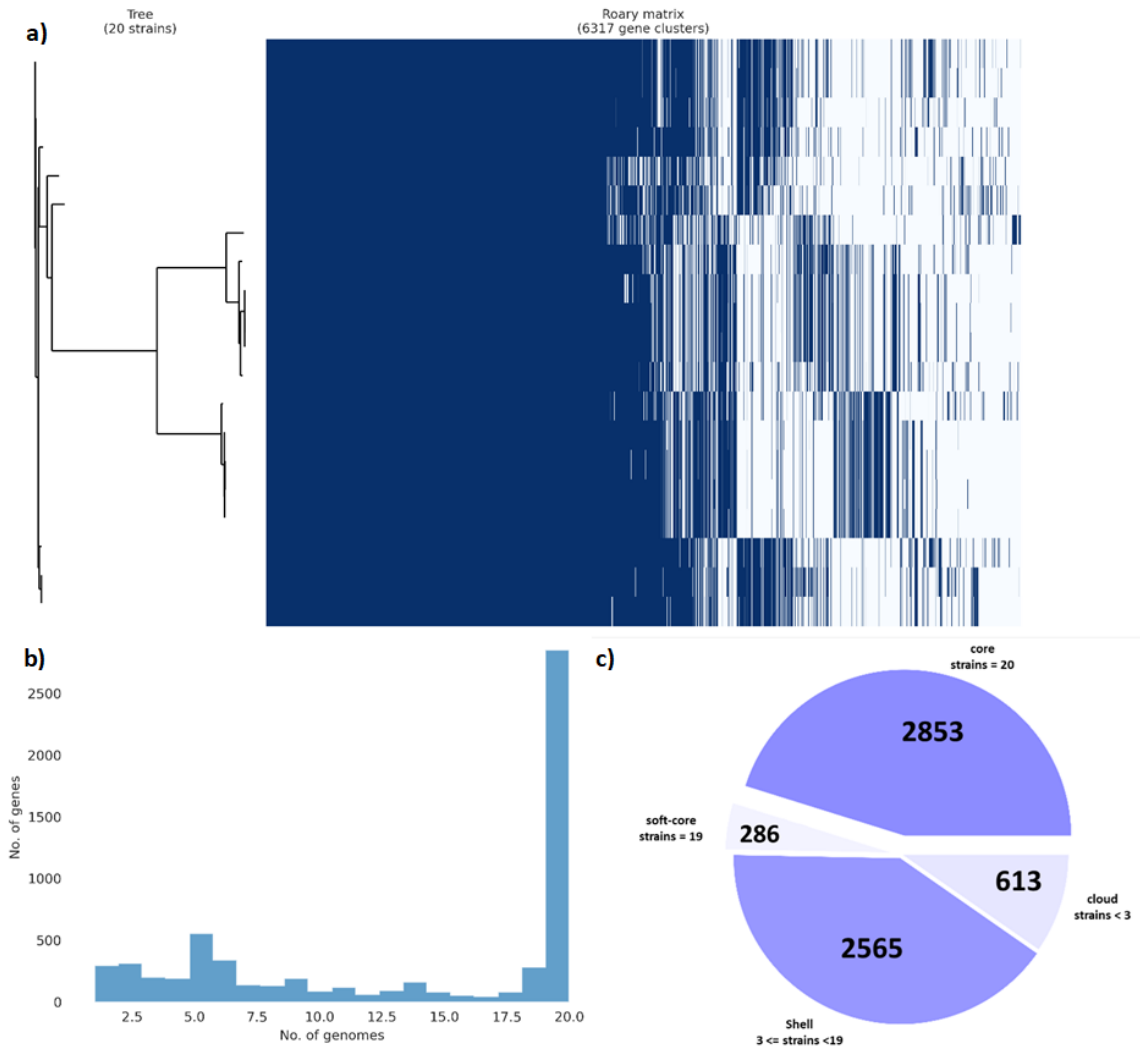 a)
Tree
(20 strains)
Roary matrix
(6317 gene clusters)
b)
No. of genes
2500
2000
1500
1000
500
0
2.5 5.0 7.5 10.0 12.5 15.0 17.5 20.0
No. of genomes
c)
core
strains = 20
2853
soft-core
strains = 19
286
613
cloud
strains < 3
2565
Shell
3 <= strains <19